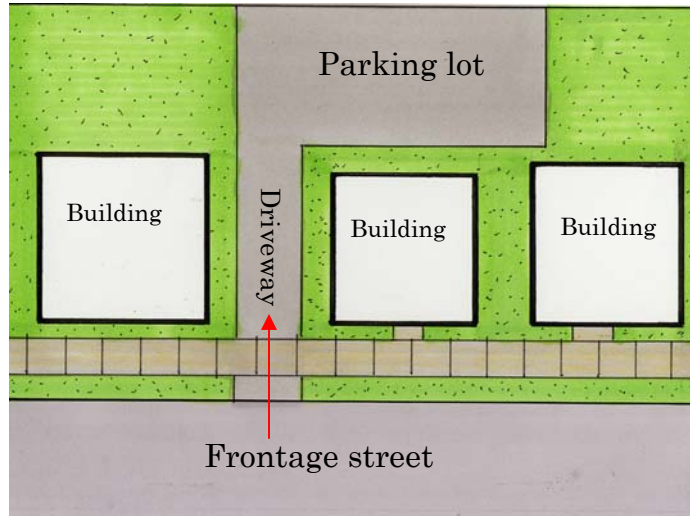 Parking lot
Building
Driveway
Building
Building
Frontage street